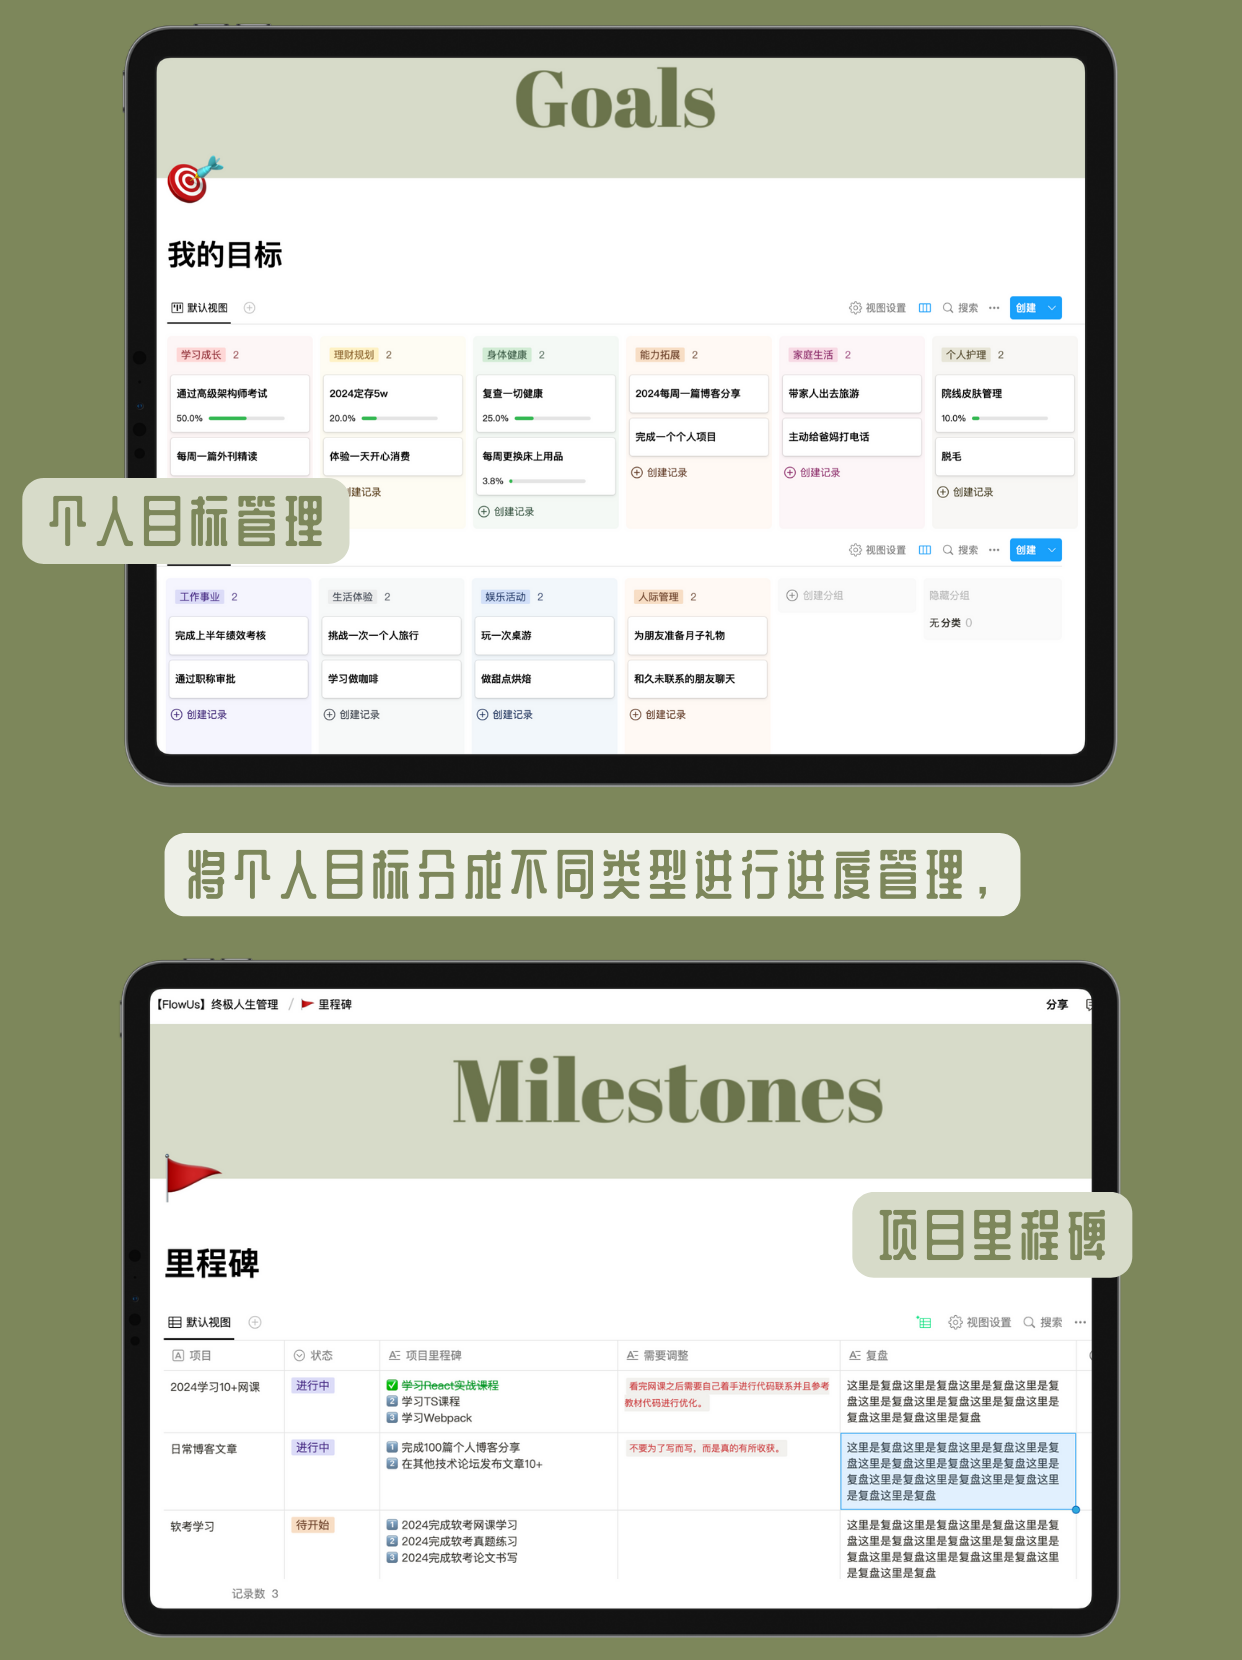 Goals
我的目标
默认视图
视图设置 搜索 ··· 创建
学习成长 2
通过高级架构师考试
50.0%
每周一篇外刊精读
理财规划 2
2024定存5w
20.0%
体验一天开心消费
创建记录
身体健康 2
复查一切健康
25.0%
每周更换床上用品
3.8%
创建记录
能力拓展 2
2024每周一篇博客分享
完成一个个人项目
创建记录
家庭生活 2
带家人出去旅游
主动给爸妈打电话
创建记录
个人护理 2
院线皮肤管理
10.0%
脱毛
创建记录
个人目标管理
视图设置 搜索 ··· 创建
工作事业 2
完成上半年绩效考核
通过职称审批
创建记录
生活体验 2
挑战一次一个人旅行
学习做咖啡
创建记录
娱乐活动 2
玩一次桌游
做甜点烘焙
创建记录
人际管理 2
为朋友准备月子礼物
和久未联系的朋友聊天
创建记录
创建分组
隐藏分组
无分类 0
将个人目标分成不同类型进行进度管理，
【FlowUs】终极人生管理 / 里程碑
分享
Milestones
项目里程碑
里程碑
默认视图
视图设置 搜索 ···
项目 状态 项目里程碑 需要调整 复盘
2024学习10+网课
进行中
学习React实战课程
2 学习TS课程
3 学习Webpack
看完网课之后需要自己着手进行代码联系并且参考
教材代码进行优化。
这里是复盘这里是复盘这里是复盘这里是复
盘这里是复盘这里是复盘这里是复盘这里是
复盘这里是复盘这里是复盘
日常博客文章
进行中
1 完成100篇个人博客分享
2 在其他技术论坛发布文章10+
不要为了写而写，而是真的有所收获。
这里是复盘这里是复盘这里是复盘这里是复
盘这里是复盘这里是复盘这里是复盘这里是
复盘这里是复盘这里是复盘这里是复盘这里
是复盘这里是复盘
软考学习
待开始
1 2024完成软考网课学习
2 2024完成软考真题练习
3 2024完成软考论文书写
这里是复盘这里是复盘这里是复盘这里是复
盘这里是复盘这里是复盘这里是复盘这里是
复盘这里是复盘这里是复盘这里是复盘这里
是复盘这里是复盘
记录数 3